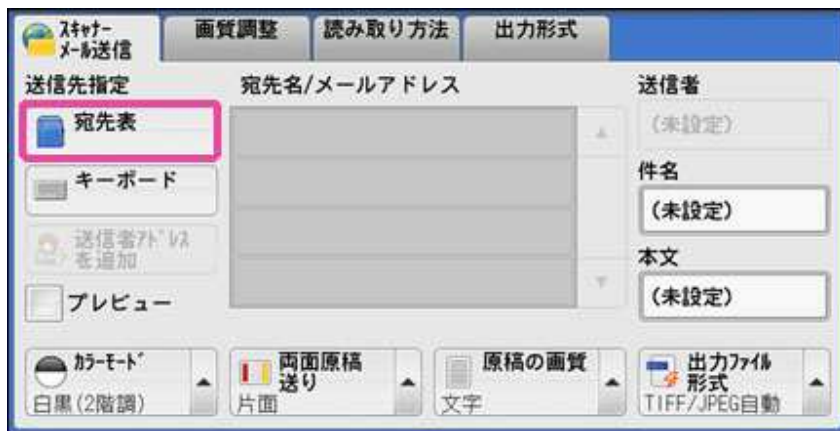 ｽｷｬﾅｰ
ﾒｰﾙ送信
画質調整
読み取り方法
出力形式
送信先指定
宛先名/メールアドレス
送信者
宛先表
(未設定)
キーボード
件名
(未設定)
送信者ｱﾄﾞﾚｽ
を追加
本文
プレビュー
(未設定)
ｶﾗｰﾓｰﾄﾞ
白黒(2階調)
両面原稿
送り
片面
原稿の画質
文字
出力ﾌｧｲﾙ
形式
TIFF/JPEG自動